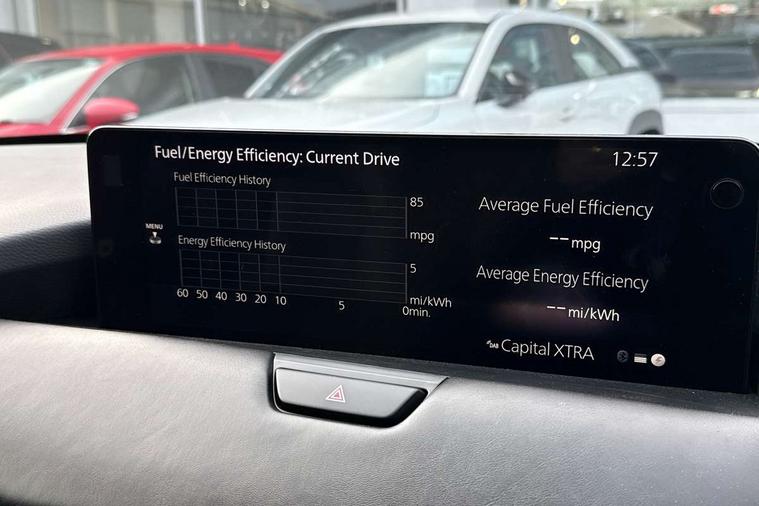 Fuel/Energy Efficiency: Current Drive
12:57
Fuel Efficiency History
85
mpg
MENU
Energy Efficiency History
5
mi/kWh
60 50 40 30 20 10 5 0min.
Average Fuel Efficiency
-- mpg
Average Energy Efficiency
-- mi/kWh
DAB Capital XTRA